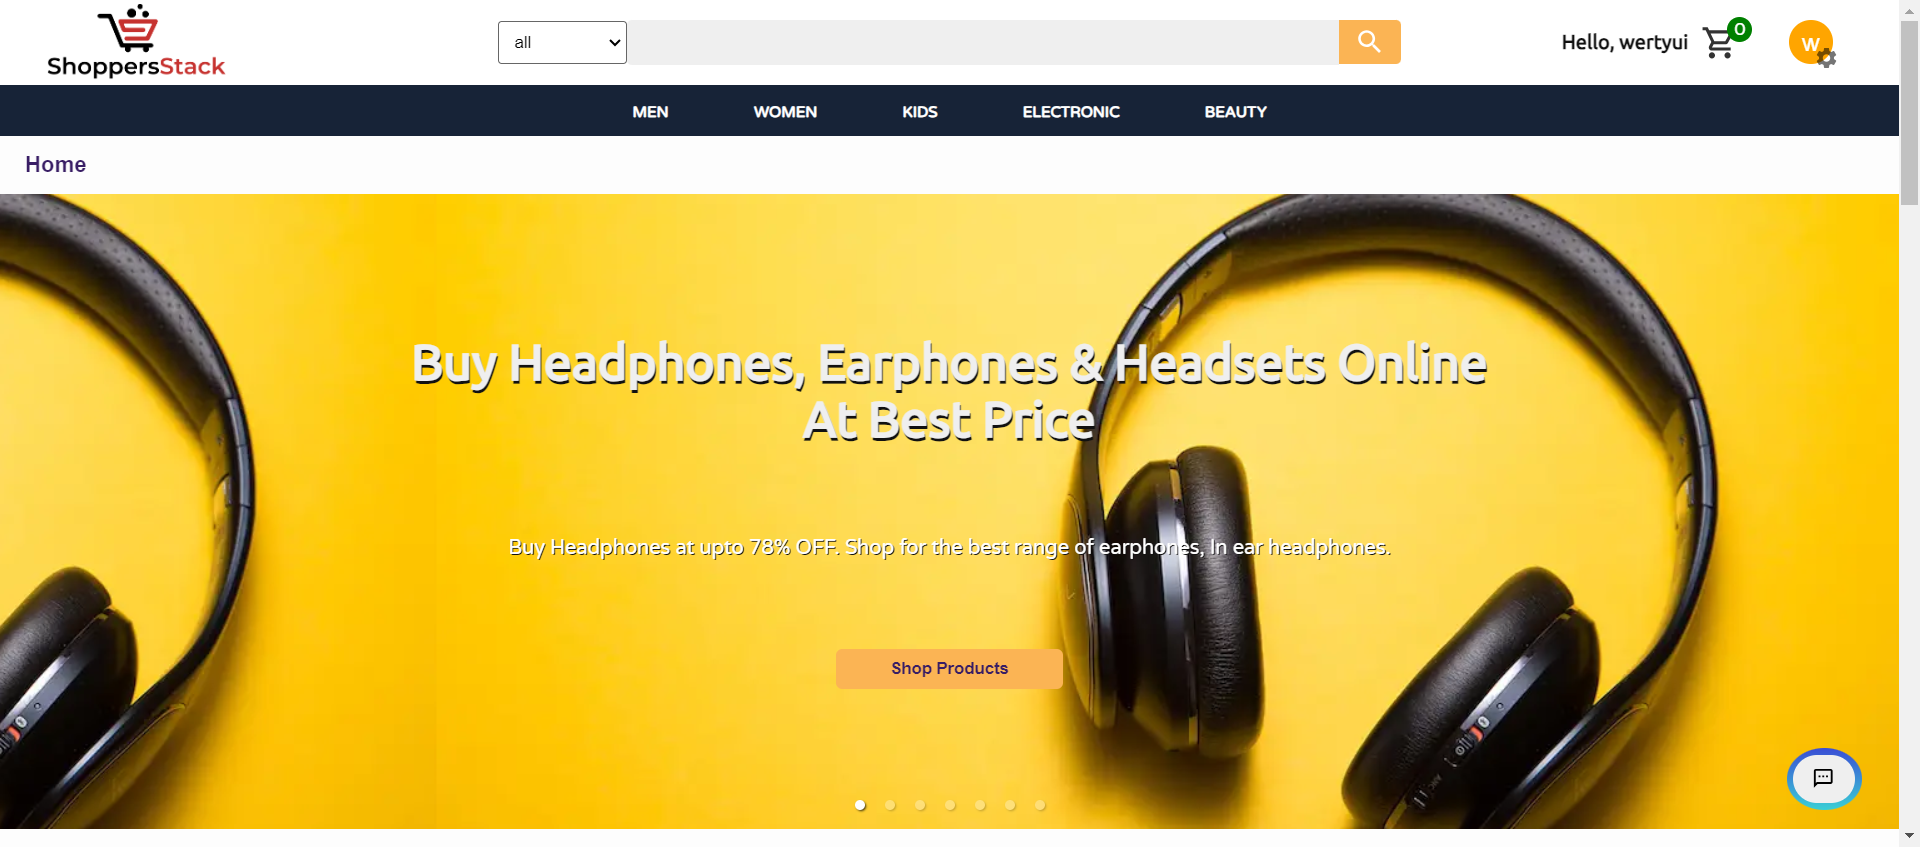 ShoppersStack
all
Hello, wertyui
0
W
MEN WOMEN KIDS ELECTRONIC BEAUTY
Home
Buy Headphones, Earphones & Headsets Online
At Best Price
Buy Headphones at upto 78% OFF. Shop for the best range of earphones, In ear headphones.
Shop Products